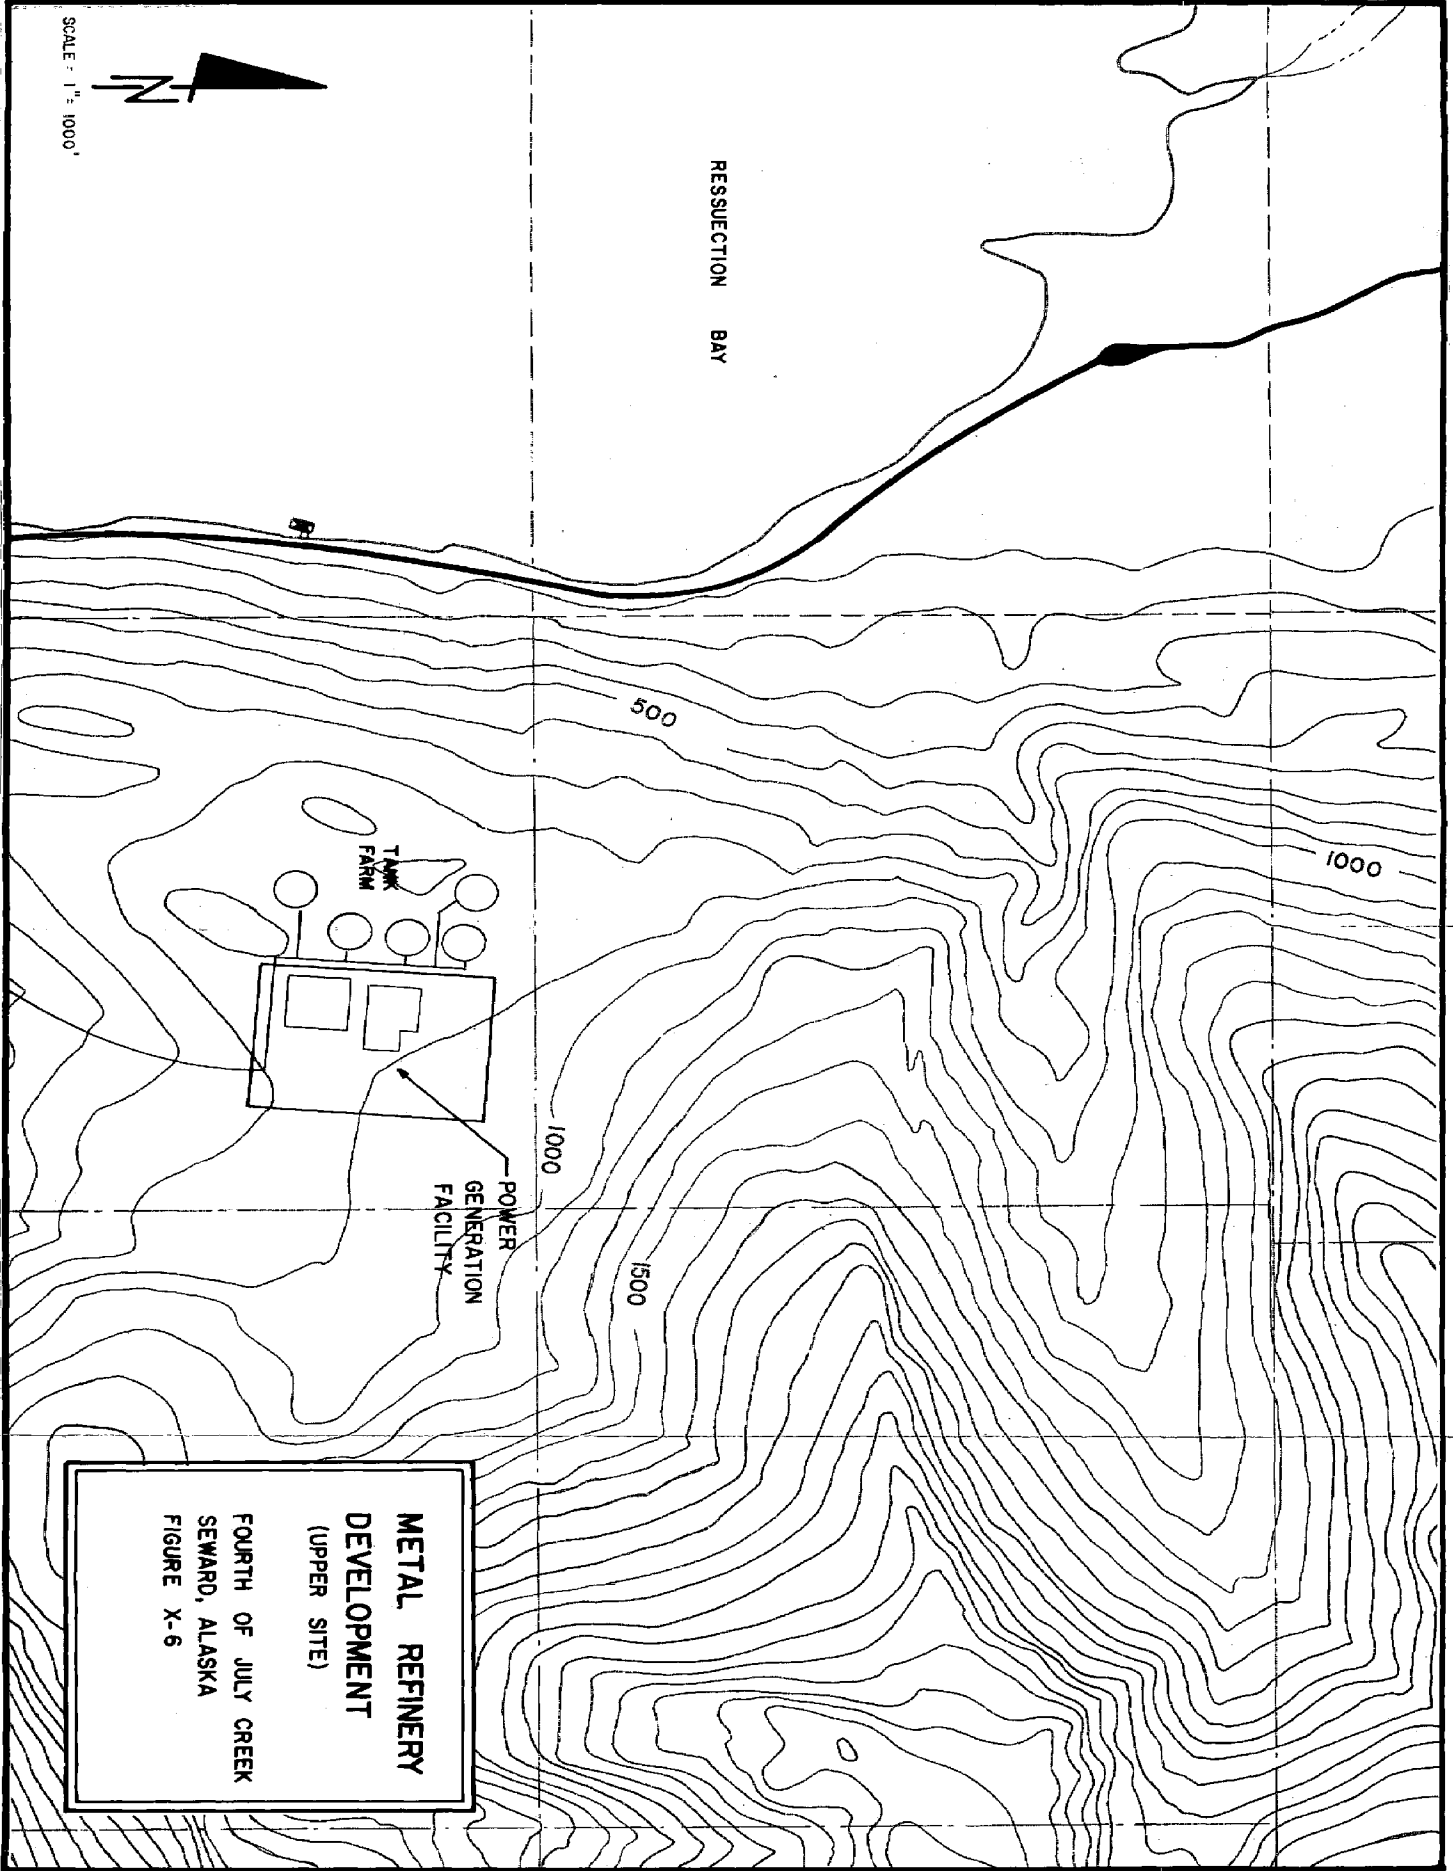 SCALE : 1" = 1000'
N
RESSUECTION BAY
500
1000
TANK
FARM
1000
POWER
GENERATION
FACILITY
1500
METAL REFINERY
DEVELOPMENT
(UPPER SITE)
FOURTH OF JULY CREEK
SEWARD, ALASKA
FIGURE X-6